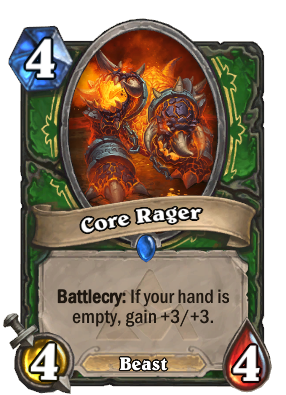 4
Core Rager
Battlecry: If your hand is
empty, gain +3/+3.
4
Beast
4